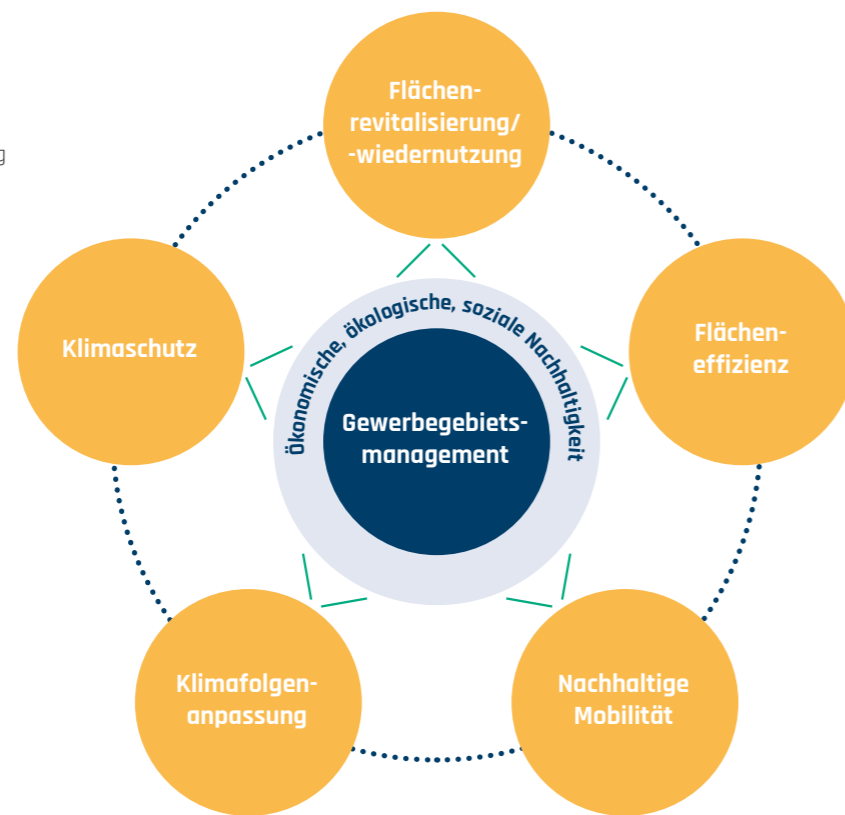 Flächen-
revitalisierung/
-wiedernutzung
Klimaschutz
Ökonomische, ökologische, soziale Nachhaltigkeit
Flächen-
effizienz
Gewerbegebiets-
management
Klimafolgen-
anpassung
Nachhaltige
Mobilität